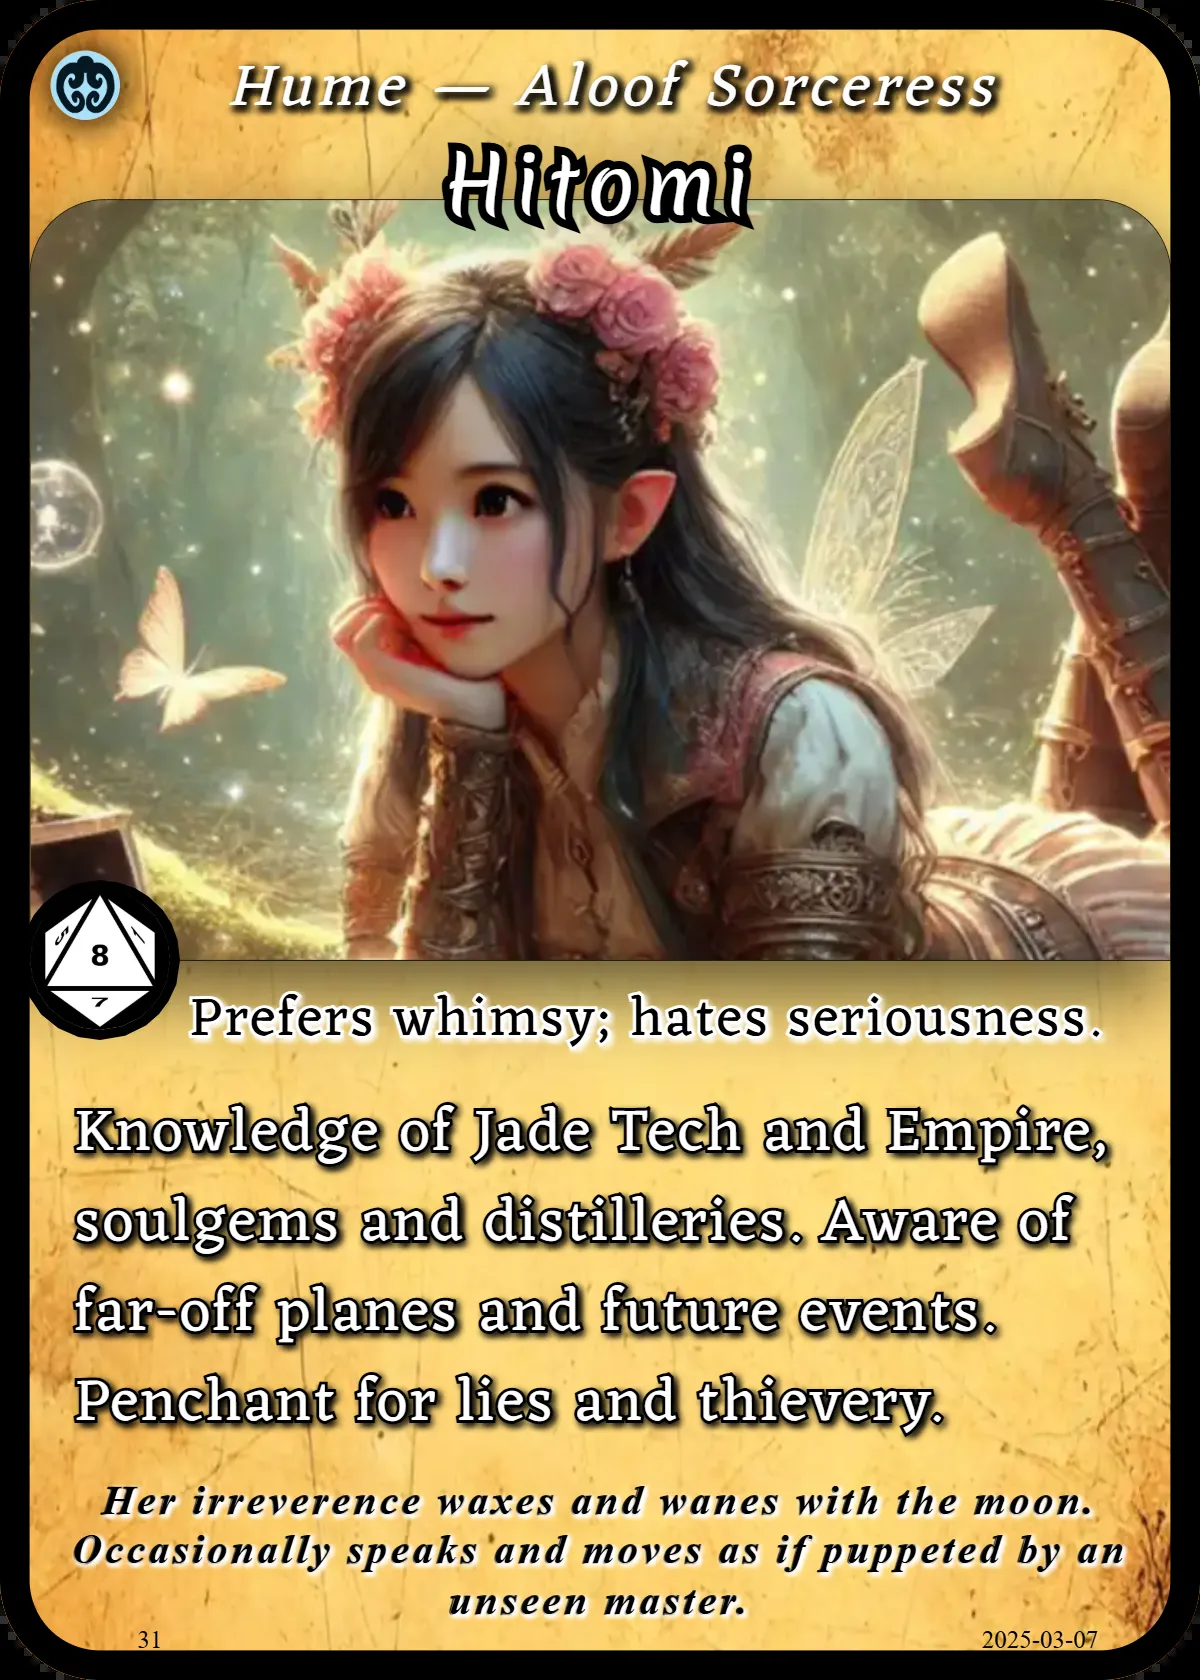 Hume — Aloof Sorceress
Hitomi
8
5
1
7
Prefers whimsy; hates seriousness.
Knowledge of Jade Tech and Empire,
soulgems and distilleries. Aware of
far-off planes and future events.
Penchant for lies and thievery.
Her irreverence waxes and wanes with the moon.
Occasionally speaks and moves as if puppeted by an
unseen master.
31
2025-03-07